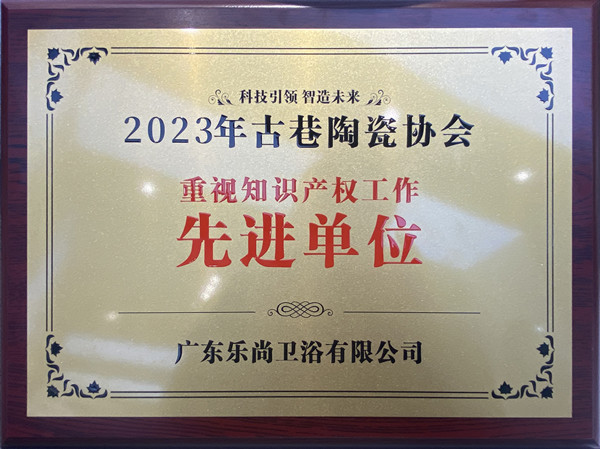 科技引领 智造未来
2023年古巷陶瓷协会
重视知识产权工作
先进单位
广东乐尚卫浴有限公司